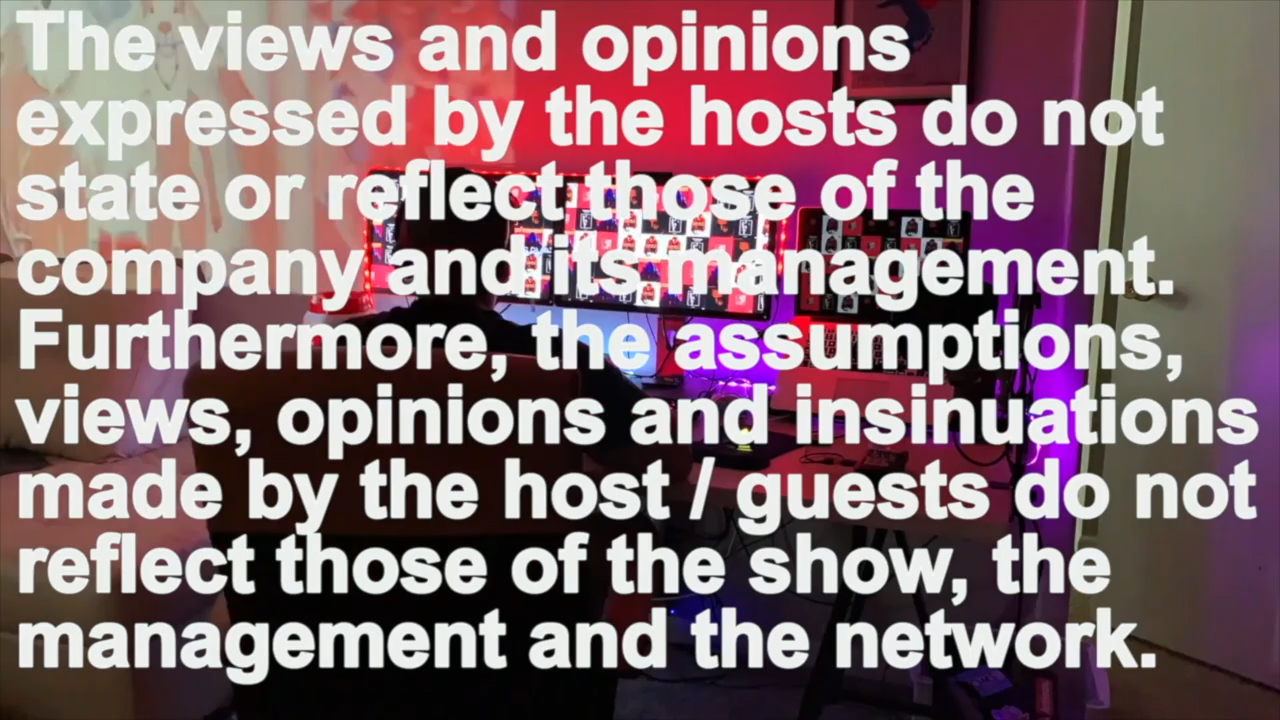 The views and opinions
expressed by the hosts do not
state or reflect those of the
company and its management.
Furthermore, the assumptions,
views, opinions and insinuations
made by the host / guests do not
reflect those of the show, the
management and the network.